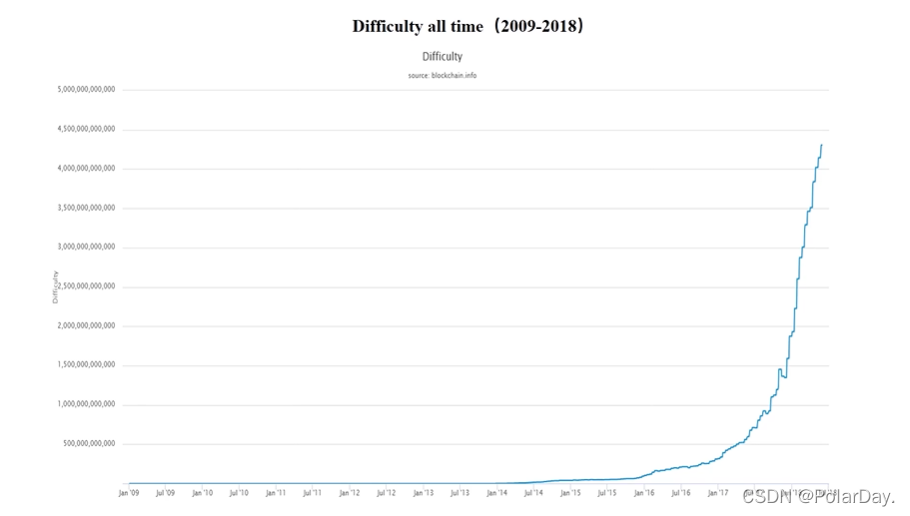 Difficulty all time（2009-2018）
Difficulty
source: blockchain.info
5,000,000,000,000
4,500,000,000,000
4,000,000,000,000
3,500,000,000,000
3,000,000,000,000
2,500,000,000,000
2,000,000,000,000
1,500,000,000,000
1,000,000,000,000
500,000,000,000
Difficulty
Jan '09 Jul '09 Jan '10 Jul '10 Jan '11 Jul '11 Jan '12 Jul '12 Jan '13 Jul '13 Jan '14 Jul '14 Jan '15 Jul '15 Jan '16 Jul '16 Jan '17
CSDN @PolarDay.